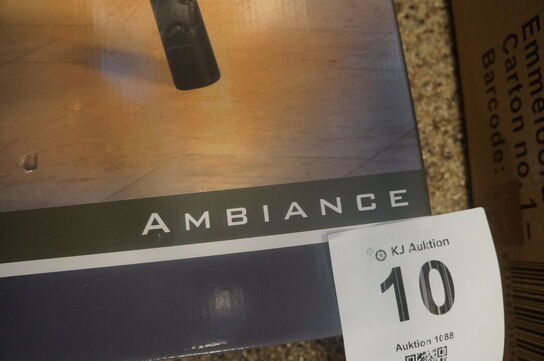 AMBIANCE
KJ Auktion
10
Auktion 1088
Carton no 1-
Barcode: